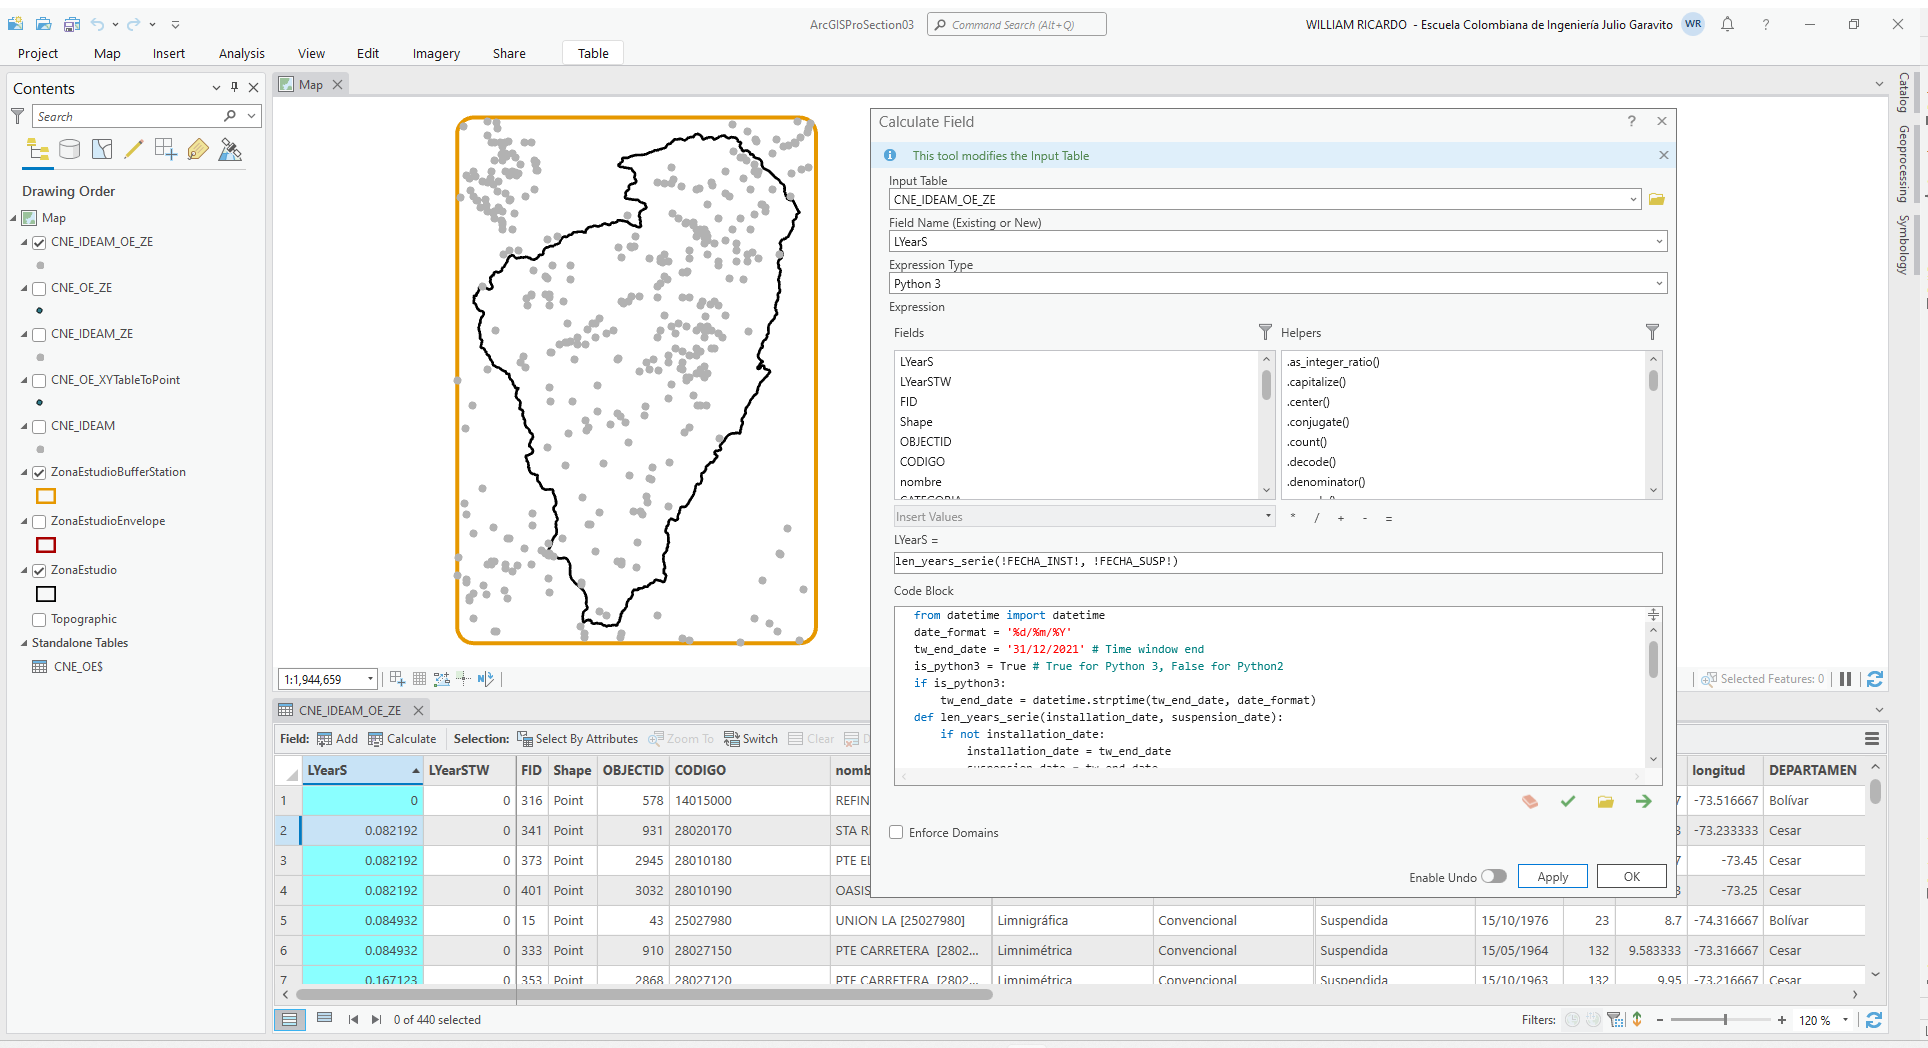 ArcGISProSection03
Command Search (Alt+Q)
WILLIAM RICARDO - Escuela Colombiana de Ingeniería Julio Garavito
WR
?
Project Map Insert Analysis View Edit Imagery Share Table
Contents
Search
Drawing Order
Map
CNE_IDEAM_OE_ZE
CNE_OE_ZE
CNE_IDEAM_ZE
CNE_OE_XYTableToPoint
CNE_IDEAM
ZonaEstudioBufferStation
ZonaEstudioEnvelope
ZonaEstudio
Topographic
Standalone Tables
CNE_OE$
Map
1:1,944,659
Selected Features: 0
Catalog
Geoprocessing
Symbology
Calculate Field
?
This tool modifies the Input Table
Input Table
CNE_IDEAM_OE_ZE
Field Name (Existing or New)
LYearS
Expression Type
Python 3
Expression
Fields
Helpers
LYearS
LYearSTW
FID
Shape
OBJECTID
CODIGO
nombre
CATEGORIA
.as_integer_ratio()
.capitalize()
.center()
.conjugate()
.count()
.decode()
.denominator()
Insert Values
* / + - =
LYearS =
len_years_serie(!FECHA_INST!, !FECHA_SUSP!)
Code Block
from datetime import datetime
date_format = '%d/%m/%Y'
tw_end_date = '31/12/2021' # Time window end
is_python3 = True # True for Python 3, False for Python2
if is_python3:
tw_end_date = datetime.strptime(tw_end_date, date_format)
def len_years_serie(installation_date, suspension_date):
if not installation_date:
installation_date = tw_end_date
suspension_date = tw_end_date
Enforce Domains
Enable Undo
Apply
OK
CNE_IDEAM_OE_ZE
Field: Add Calculate Selection: Select By Attributes Zoom To Switch Clear D
LYearS LYearSTW FID Shape OBJECTID CODIGO nomb longitud DEPARTAMEN
1 0 0 316 Point 578 14015000 REFIN 7 -73.516667 Bolívar
2 0.082192 0 341 Point 931 28020170 STA R 3 -73.233333 Cesar
3 0.082192 0 373 Point 2945 28010180 PTE EL 7 -73.45 Cesar
4 0.082192 0 401 Point 3032 28010190 OASIS 3 -73.25 Cesar
5 0.084932 0 15 Point 43 25027980 UNION LA [25027980] Limnigráfica Convencional Suspendida 15/10/1976 23 8.7 -74.316667 Bolívar
6 0.084932 0 333 Point 910 28027150 PTE CARRETERA [2802... Limnimétrica Convencional Suspendida 15/05/1964 132 9.583333 -73.316667 Cesar
7 0.167123 0 353 Point 2868 28027120 PTE CARRETERA [2802... Limnimétrica Convencional Suspendida 15/10/1963 132 9.95 -73.216667 Cesar
0 of 440 selected
Filters:
- + 120 %